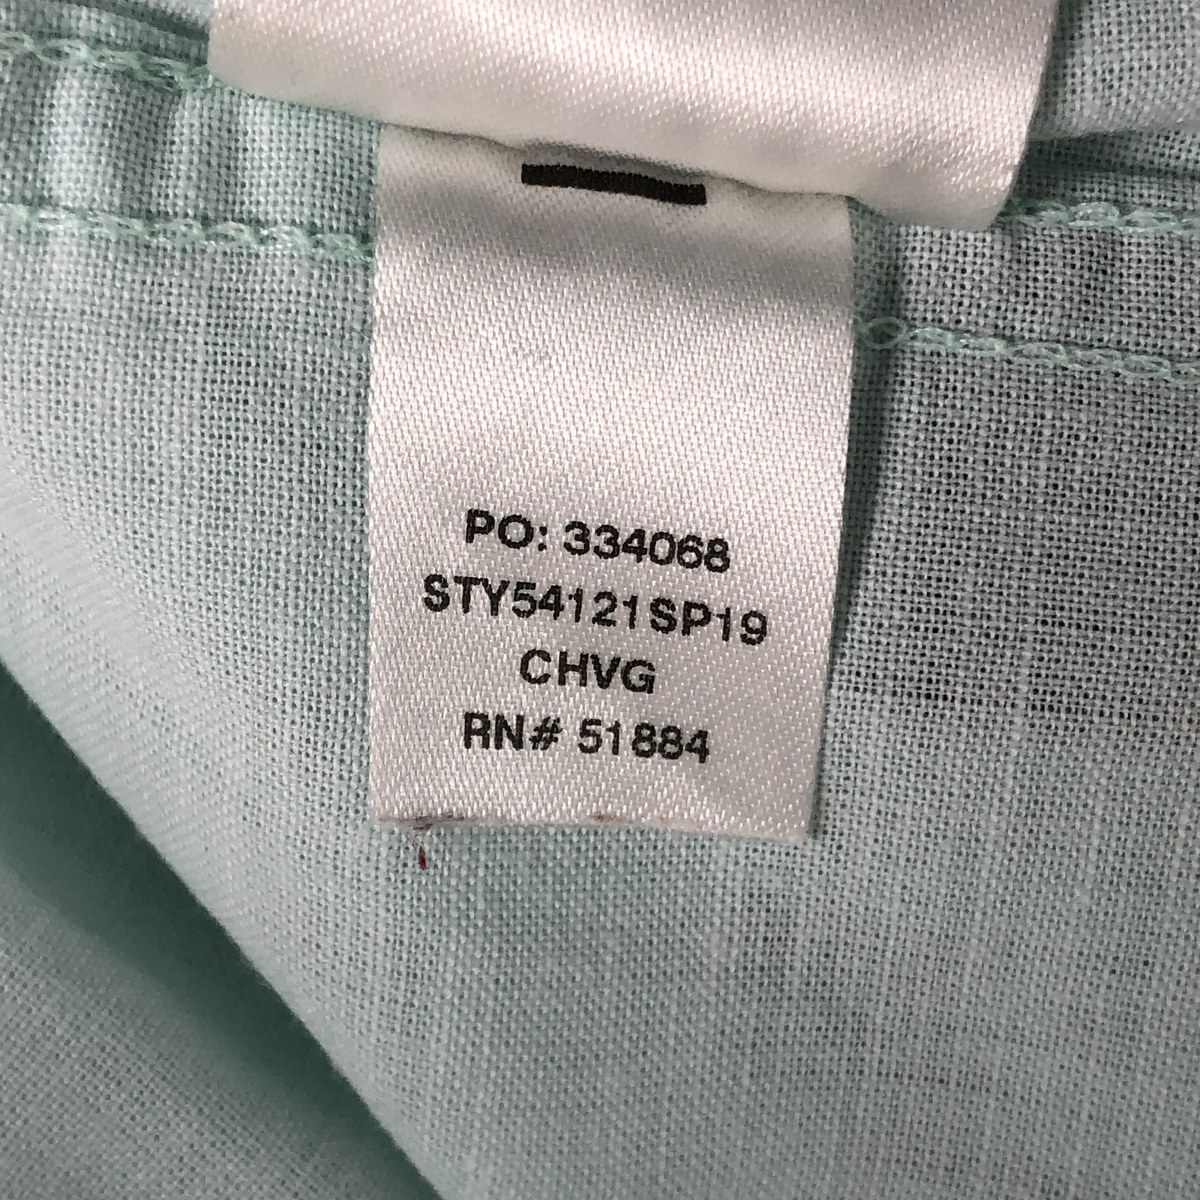 PO: 334068
STY54121SP19
CHVG
RN# 51884